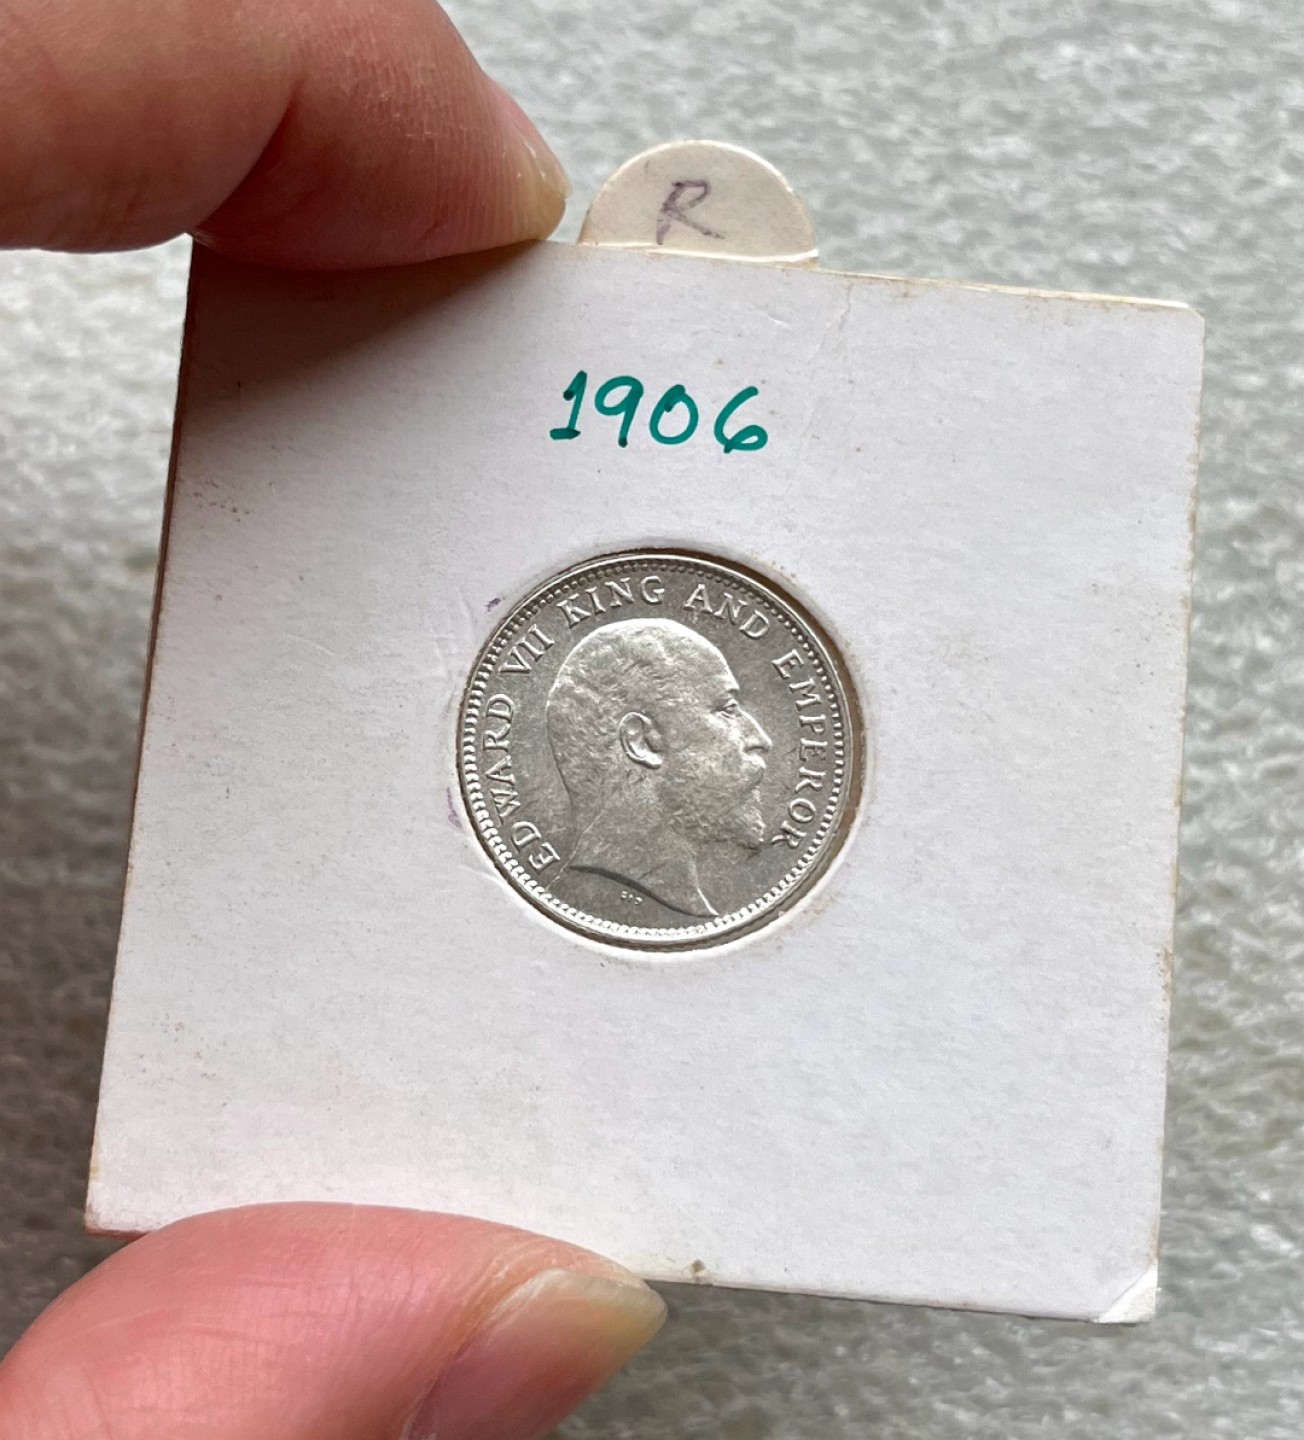 R
1906
EDWARD VII KING AND EMPEROR